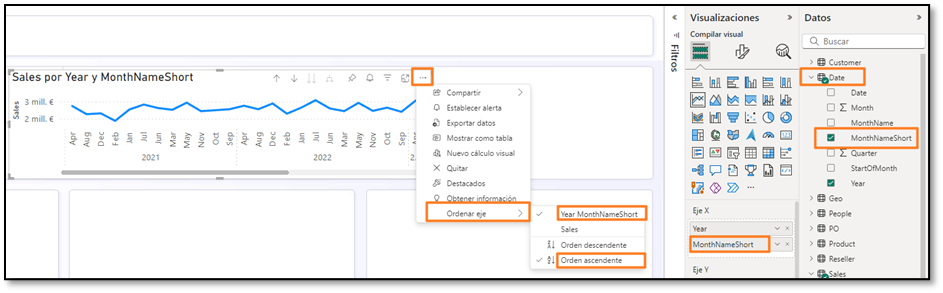 Sales por Year y MonthNameShort
Sales
3 mill. €
2 mill. €
Apr
Aug
Dec
Feb
Jan
Jul
Jun
Mar
May
Nov
Oct
Sep
Apr
Aug
Dec
Feb
Jan
Jul
Jun
Mar
May
Nov
Oct
Sep
Apr
2021
2022
2...
Compartir
Establecer alerta
Exportar datos
Mostrar como tabla
Nuevo cálculo visual
Quitar
Destacados
Obtener información
Ordenar eje
Year MonthNameShort
Sales
Orden descendente
Orden ascendente
Filtros
Visualizaciones
Compilar visual
Eje X
Year
MonthNameShort
Eje Y
Datos
Buscar
Customer
Date
Date
Month
MonthName
MonthNameShort
Quarter
StartOfMonth
Year
Geo
People
PO
Product
Reseller
Sales